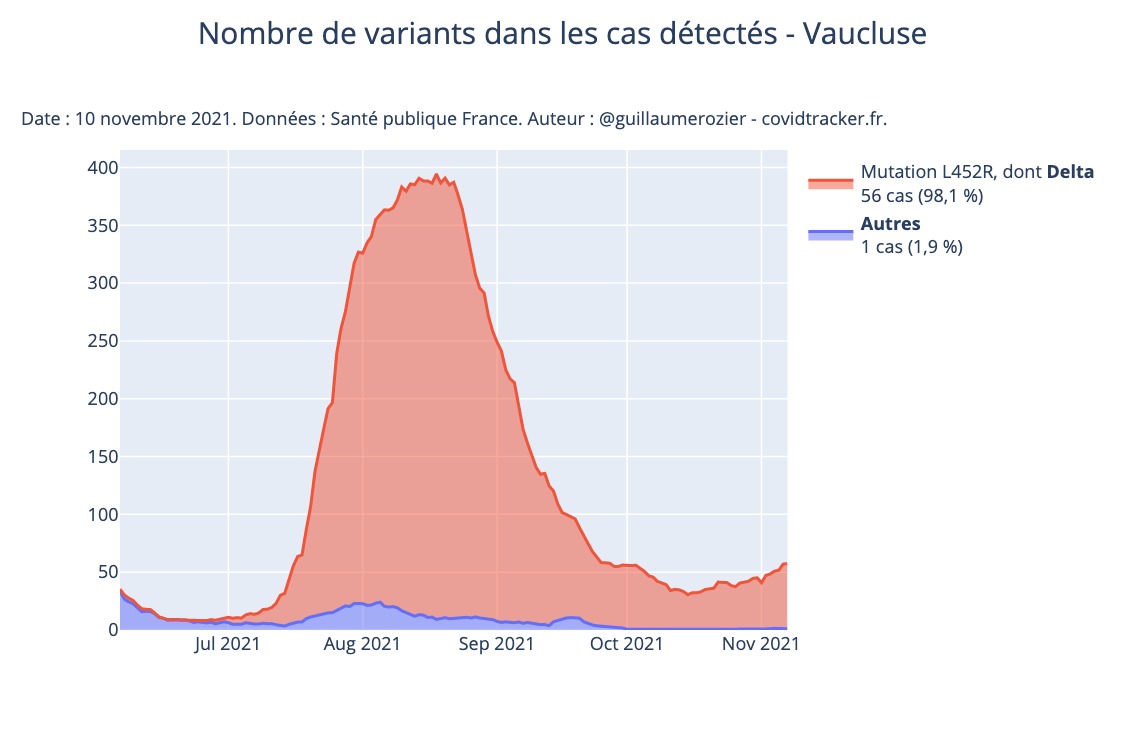 Nombre de variants dans les cas détectés - Vaucluse
Date : 10 novembre 2021. Données : Santé publique France. Auteur : @guillaumerozier - covidtracker.fr.
400
350
300
250
200
150
100
50
0
Jul 2021
Aug 2021
Sep 2021
Oct 2021
Nov 2021
Mutation L452R, dont Delta
56 cas (98,1 %)
Autres
1 cas (1,9 %)